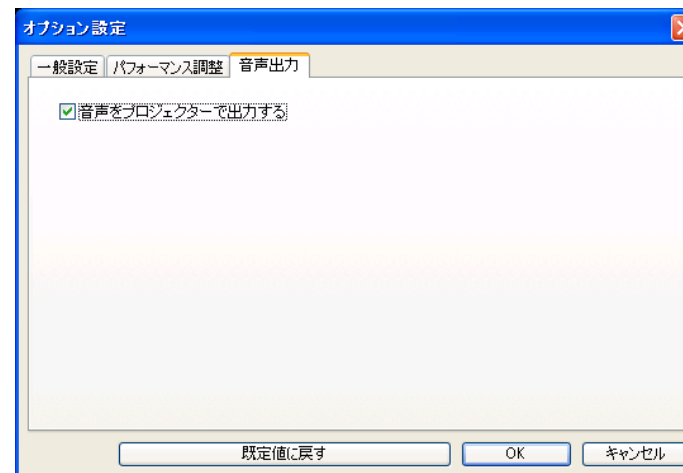 オプション設定
一般設定 パフォーマンス調整 音声出力
音声をプロジェクターで出力する
既定値に戻す OK キャンセル